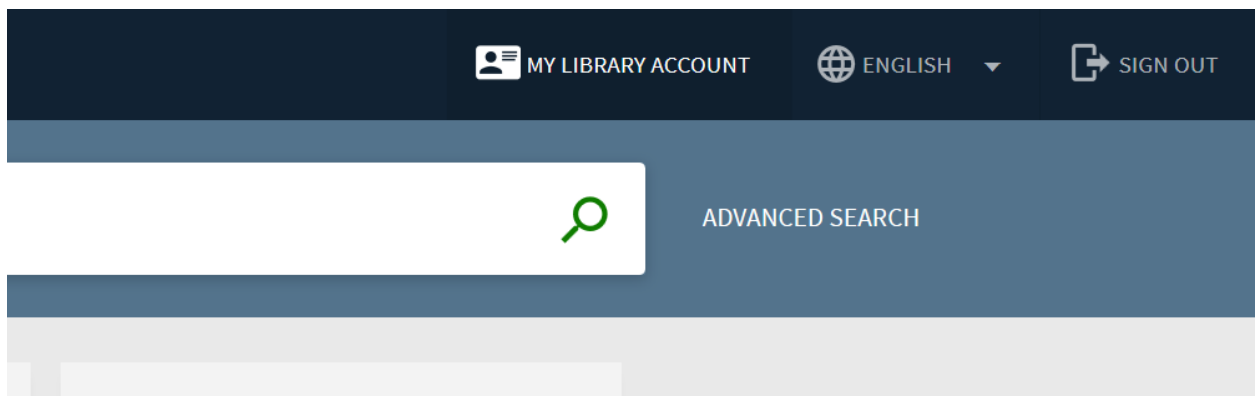 MY LIBRARY ACCOUNT ENGLISH SIGN OUT
ADVANCED SEARCH